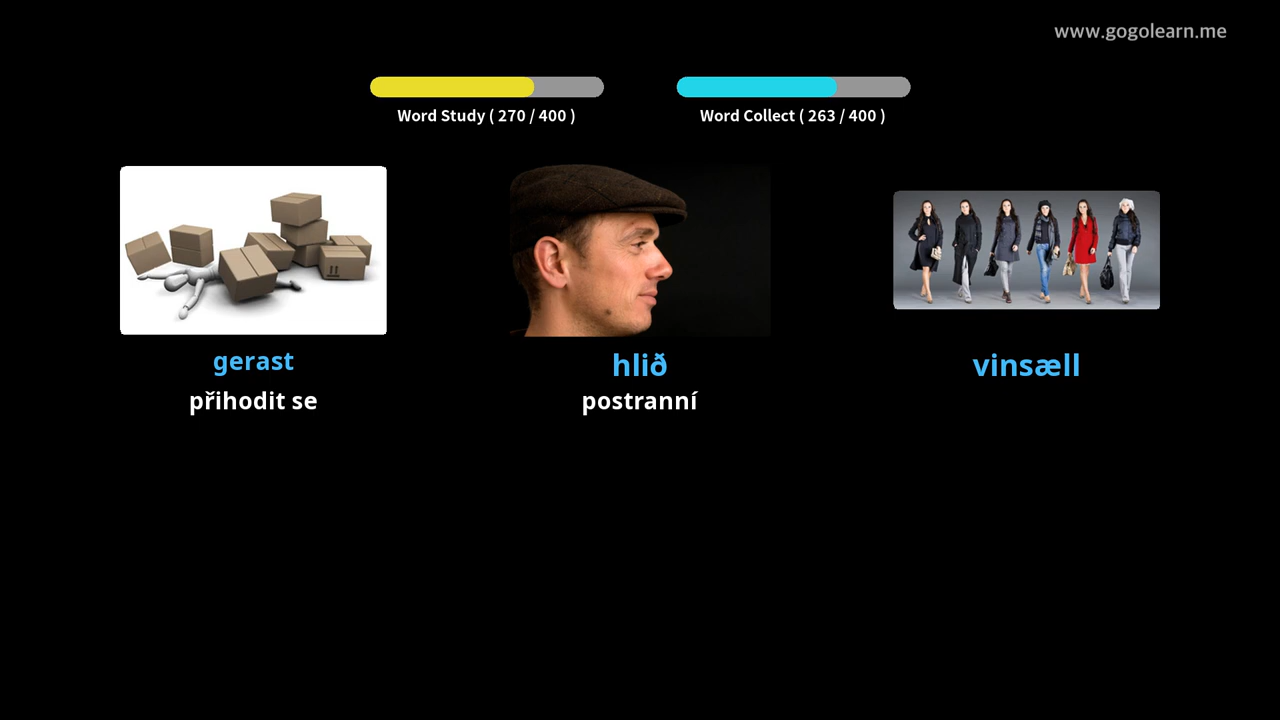 www.gogolearn.me
Word Study ( 270 / 400 )
Word Collect ( 263 / 400 )
gerast
přihodit se
hlið
postranní
vinsæll